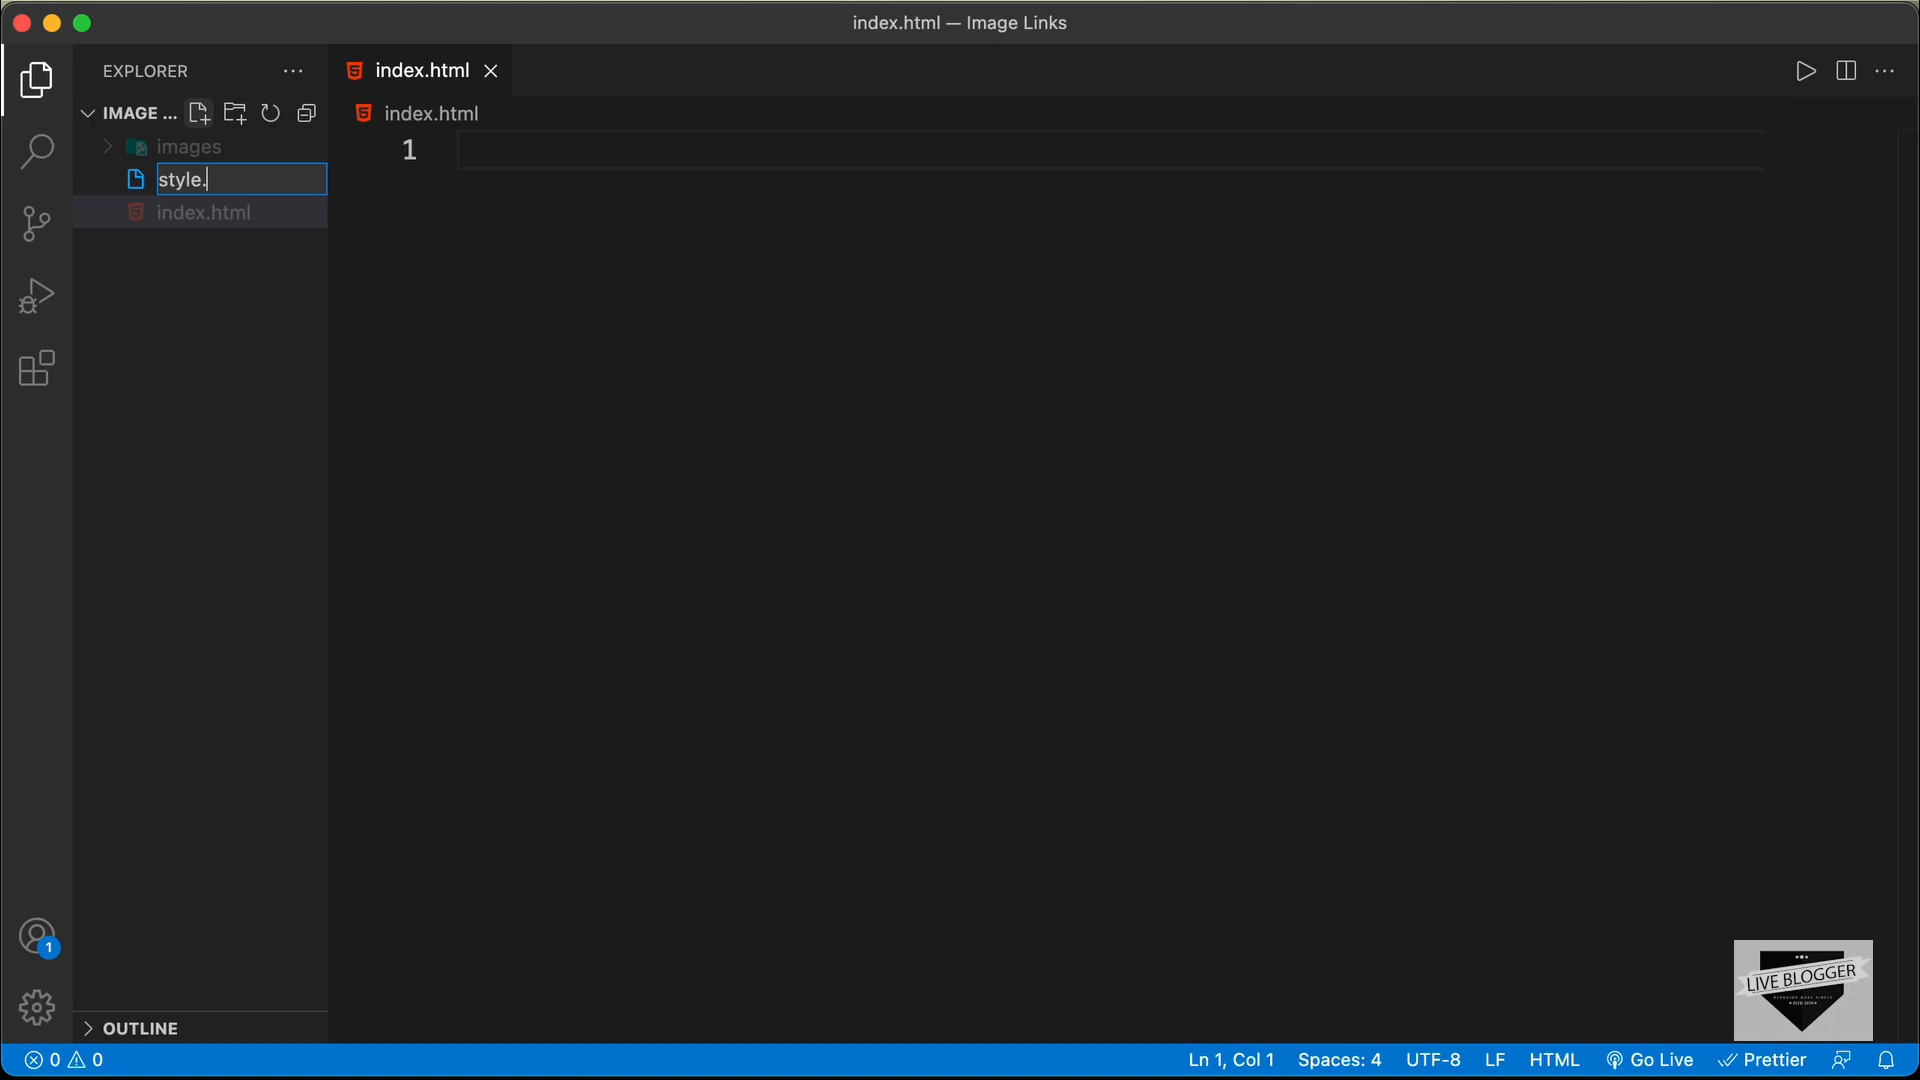 index.html — Image Links
EXPLORER
index.html
IMAGE ...
index.html
images
1
style.
index.html
1
LIVE BLOGGER
OUTLINE
0 0
Ln 1, Col 1 Spaces: 4 UTF-8 LF HTML Go Live Prettier